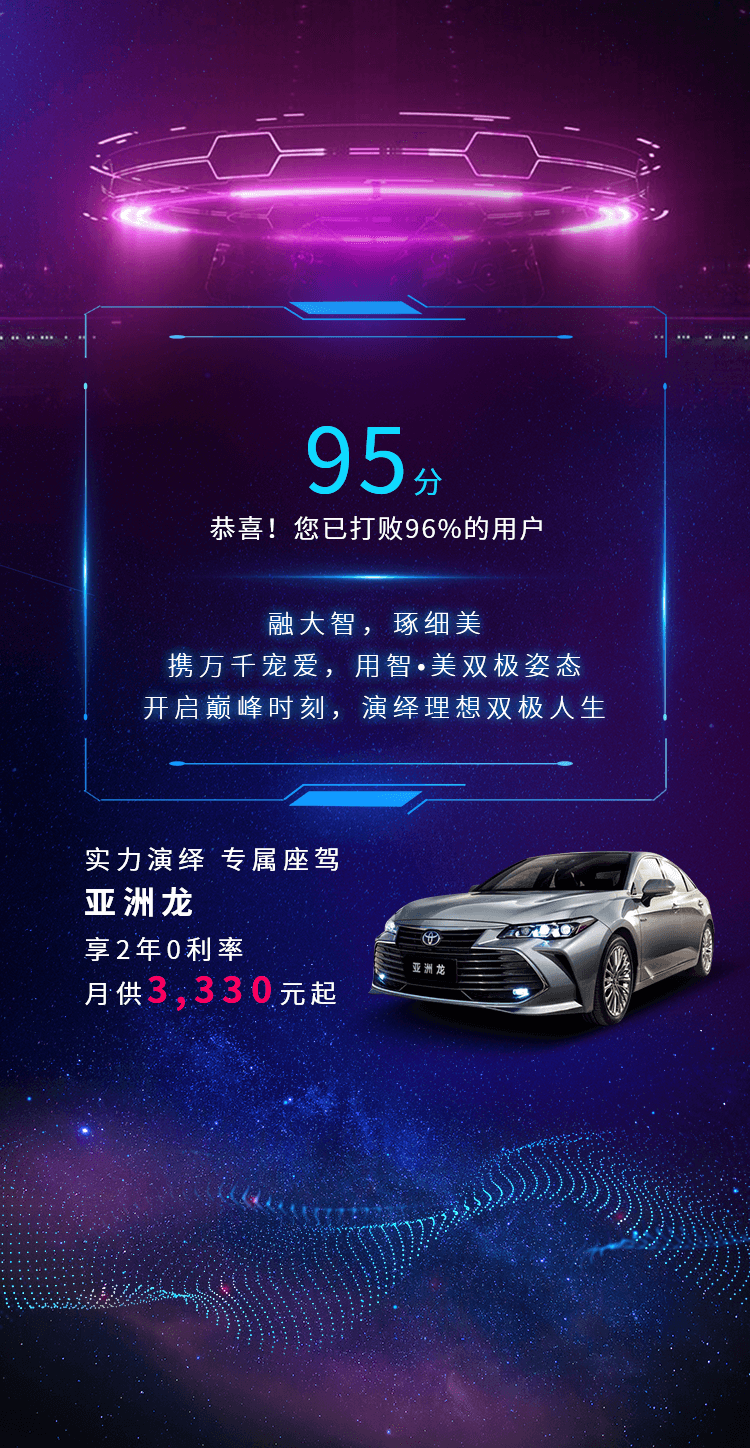 95分
恭喜！您已打败96%的用户
融大智，琢细美
携万千宠爱，用智•美双极姿态
开启巅峰时刻，演绎理想双极人生
实力演绎 专属座驾
亚洲龙
享2年0利率
月供3,330元起
亚洲龙